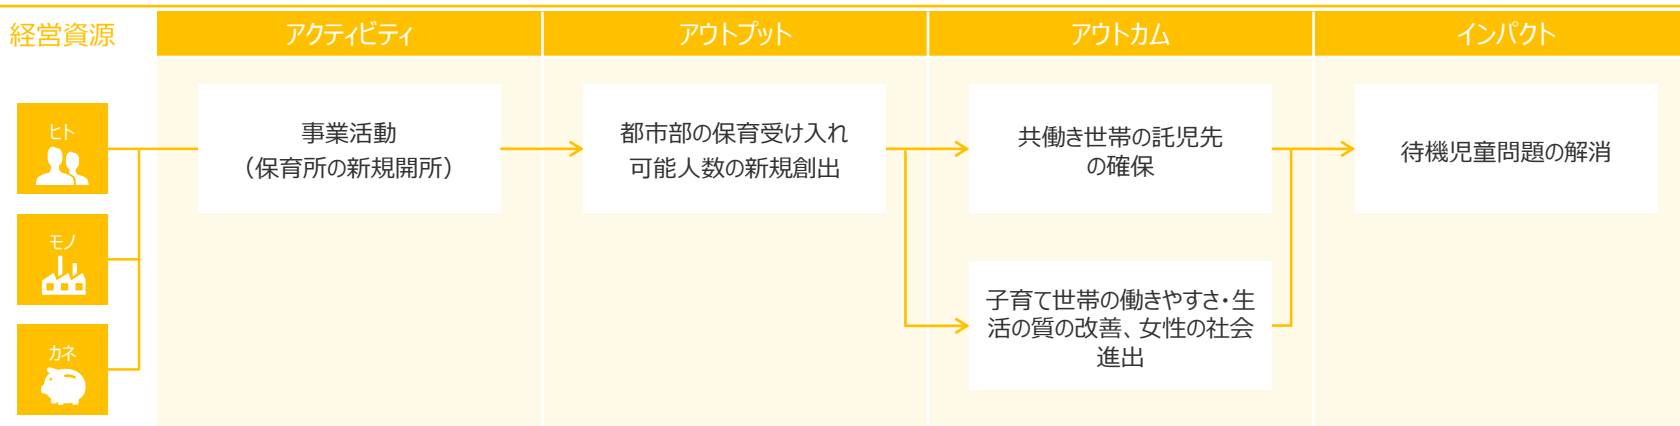 経営資源
アクティビティ
アウトプット
アウトカム
インパクト
ヒト
モノ
カネ
事業活動
（保育所の新規開所）
都市部の保育受け入れ
可能人数の新規創出
共働き世帯の託児先
の確保
子育て世帯の働きやすさ・生
活の質の改善、女性の社会
進出
待機児童問題の解消